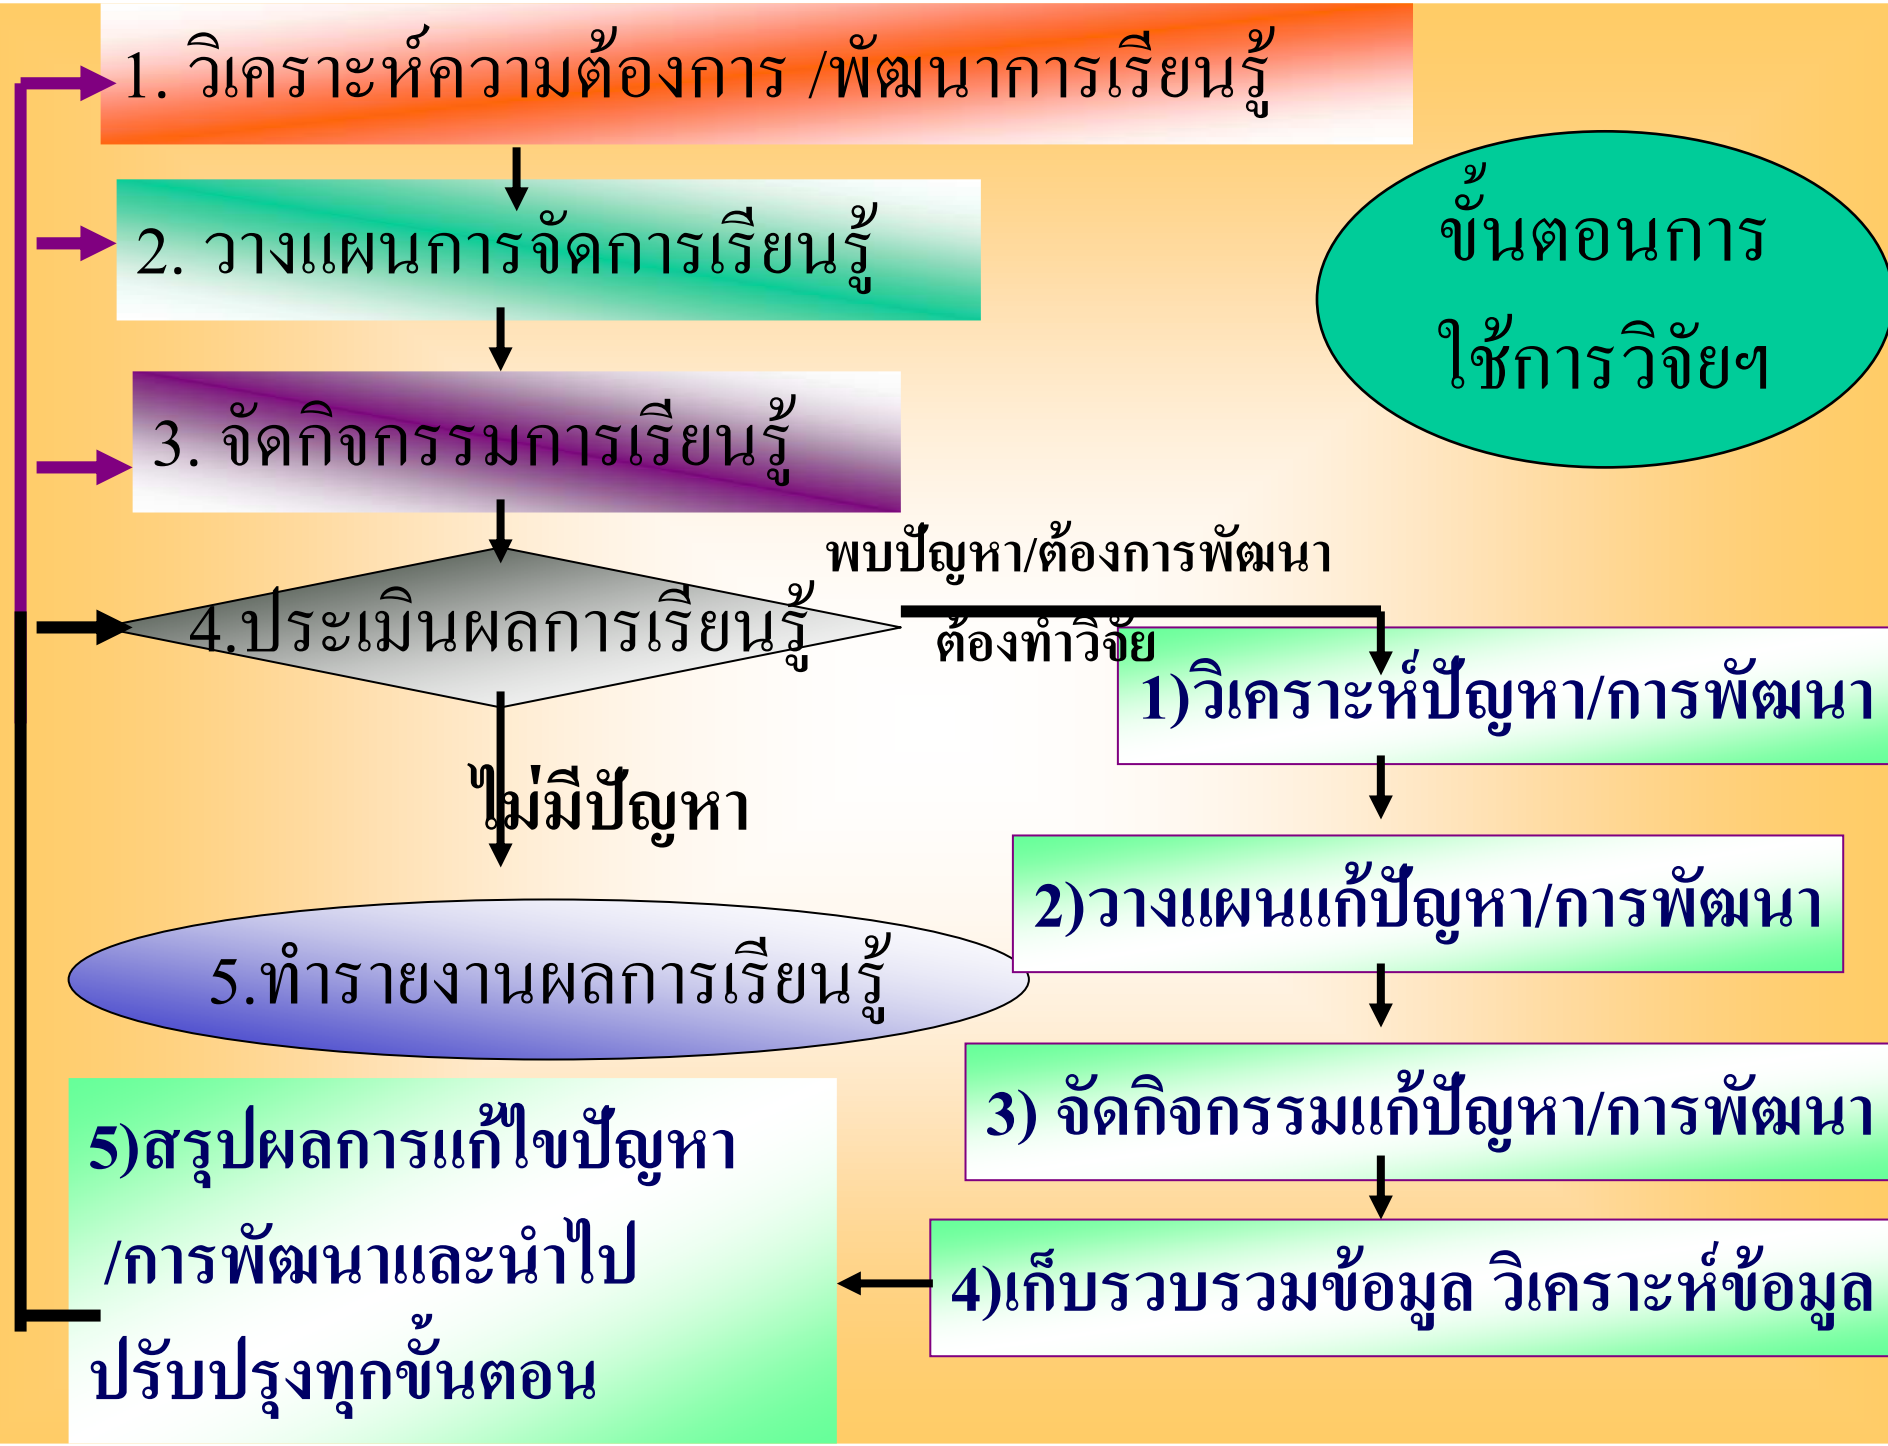 1. วิเคราะห์ความต้องการ /พัฒนาการเรียนรู้
ขั้นตอนการ
ใช้การวิจัยฯ
2. วางแผนการจัดการเรียนรู้
3. จัดกิจกรรมการเรียนรู้
4.ประเมินผลการเรียนรู้
พบปัญหา/ต้องการพัฒนา
ต้องทำวิจัย
ไม่มีปัญหา
5.ทำรายงานผลการเรียนรู้
1)วิเคราะห์ปัญหา/การพัฒนา
2)วางแผนแก้ปัญหา/การพัฒนา
3) จัดกิจกรรมแก้ปัญหา/การพัฒนา
4)เก็บรวบรวมข้อมูล วิเคราะห์ข้อมูล
5)สรุปผลการแก้ไขปัญหา
/การพัฒนาและนำไป
ปรับปรุงทุกขั้นตอน